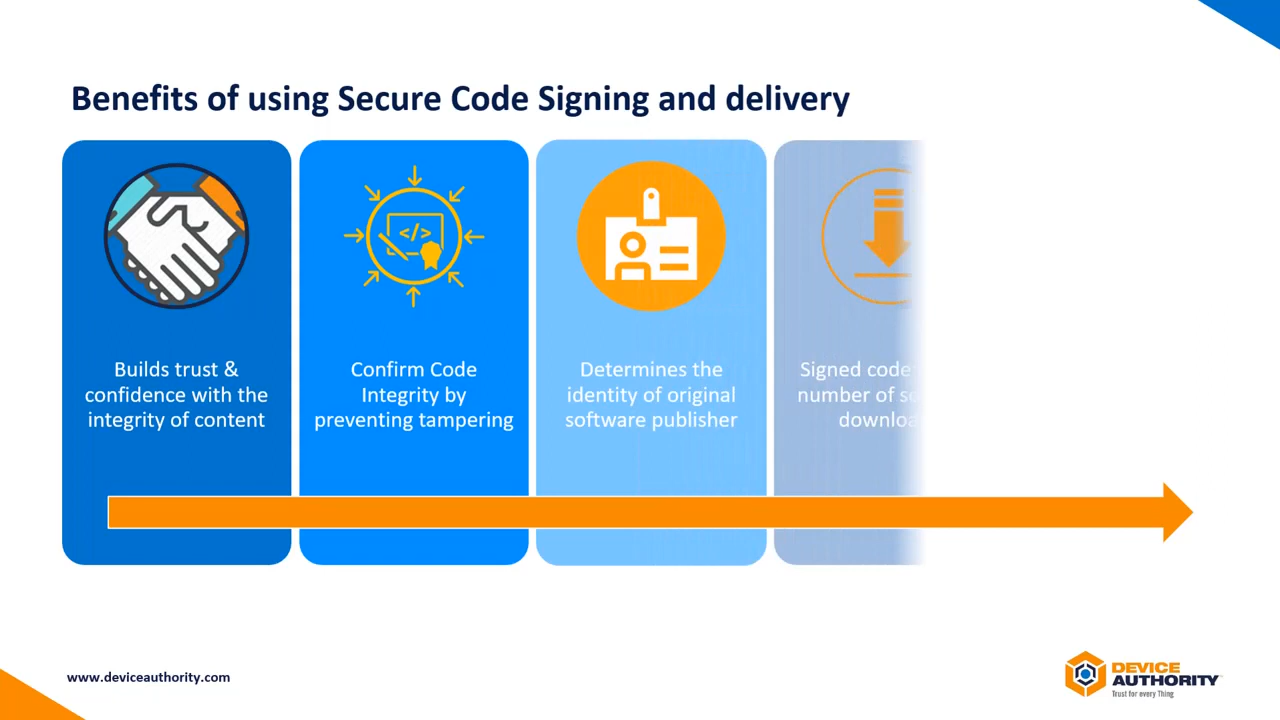 Benefits of using Secure Code Signing and delivery
</>
Builds trust &
confidence with the
integrity of content
Confirm Code
Integrity by
preventing tampering
Determines the
identity of original
software publisher
Signed code
number of
www.deviceauthority.com
DEVICE
AUTHORITY
Trust for every Thing